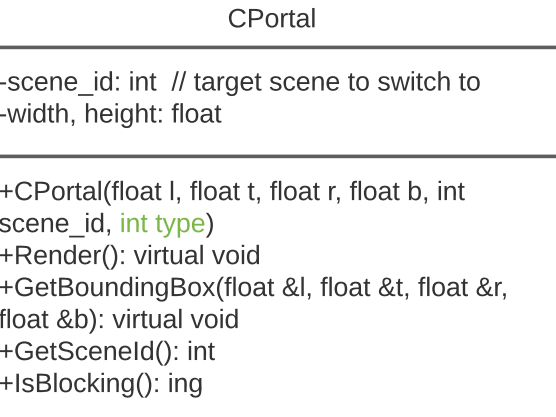 CPortal
-scene_id: int // target scene to switch to
-width, height: float
+CPortal(float l, float t, float r, float b, int
scene_id, int type)
+Render(): virtual void
+GetBoundingBox(float &l, float &t, float &r,
float &b): virtual void
+GetSceneId(): int
+IsBlocking(): ing